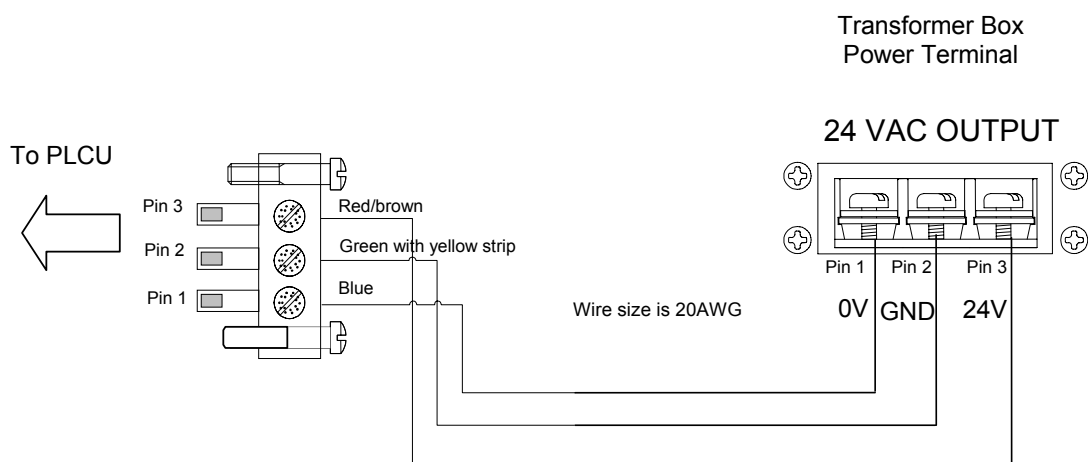 Transformer Box
Power Terminal
24 VAC OUTPUT
To PLCU
Pin 3
Red/brown
Pin 2
Green with yellow strip
Pin 1
Blue
Wire size is 20AWG
Pin 1 Pin 2 Pin 3
0V GND 24V